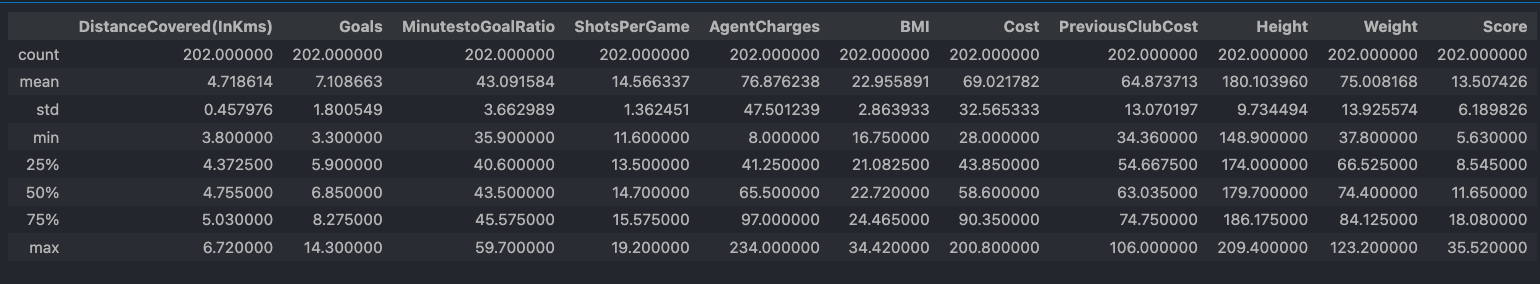 DistanceCovered(InKms) Goals MinutestoGoalRatio ShotsPerGame AgentCharges BMI Cost PreviousClubCost Height Weight Score
count 202.000000 202.000000 202.000000 202.000000 202.000000 202.000000 202.000000 202.000000 202.000000 202.000000 202.000000
mean 4.718614 7.108663 43.091584 14.566337 76.876238 22.955891 69.021782 64.873713 180.103960 75.008168 13.507426
std 0.457976 1.800549 3.662989 1.362451 47.501239 2.863933 32.565333 13.070197 9.734494 13.925574 6.189826
min 3.800000 3.300000 35.900000 11.600000 8.000000 16.750000 28.000000 34.360000 148.900000 37.800000 5.630000
25% 4.372500 5.900000 40.600000 13.500000 41.250000 21.082500 43.850000 54.667500 174.000000 66.525000 8.545000
50% 4.755000 6.850000 43.500000 14.700000 65.500000 22.720000 58.600000 63.035000 179.700000 74.400000 11.650000
75% 5.030000 8.275000 45.575000 15.575000 97.000000 24.465000 90.350000 74.750000 186.175000 84.125000 18.080000
max 6.720000 14.300000 59.700000 19.200000 234.000000 34.420000 200.800000 106.000000 209.400000 123.200000 35.520000